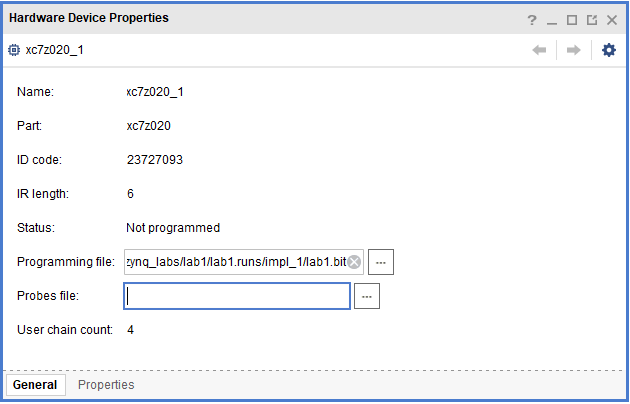 Hardware Device Properties
?
xc7z020_1
Name: xc7z020_1
Part: xc7z020
ID code: 23727093
IR length: 6
Status: Not programmed
Programming file: zynq_labs/lab1/lab1.runs/impl_1/lab1.bit ...
Probes file: ...
User chain count: 4
General Properties